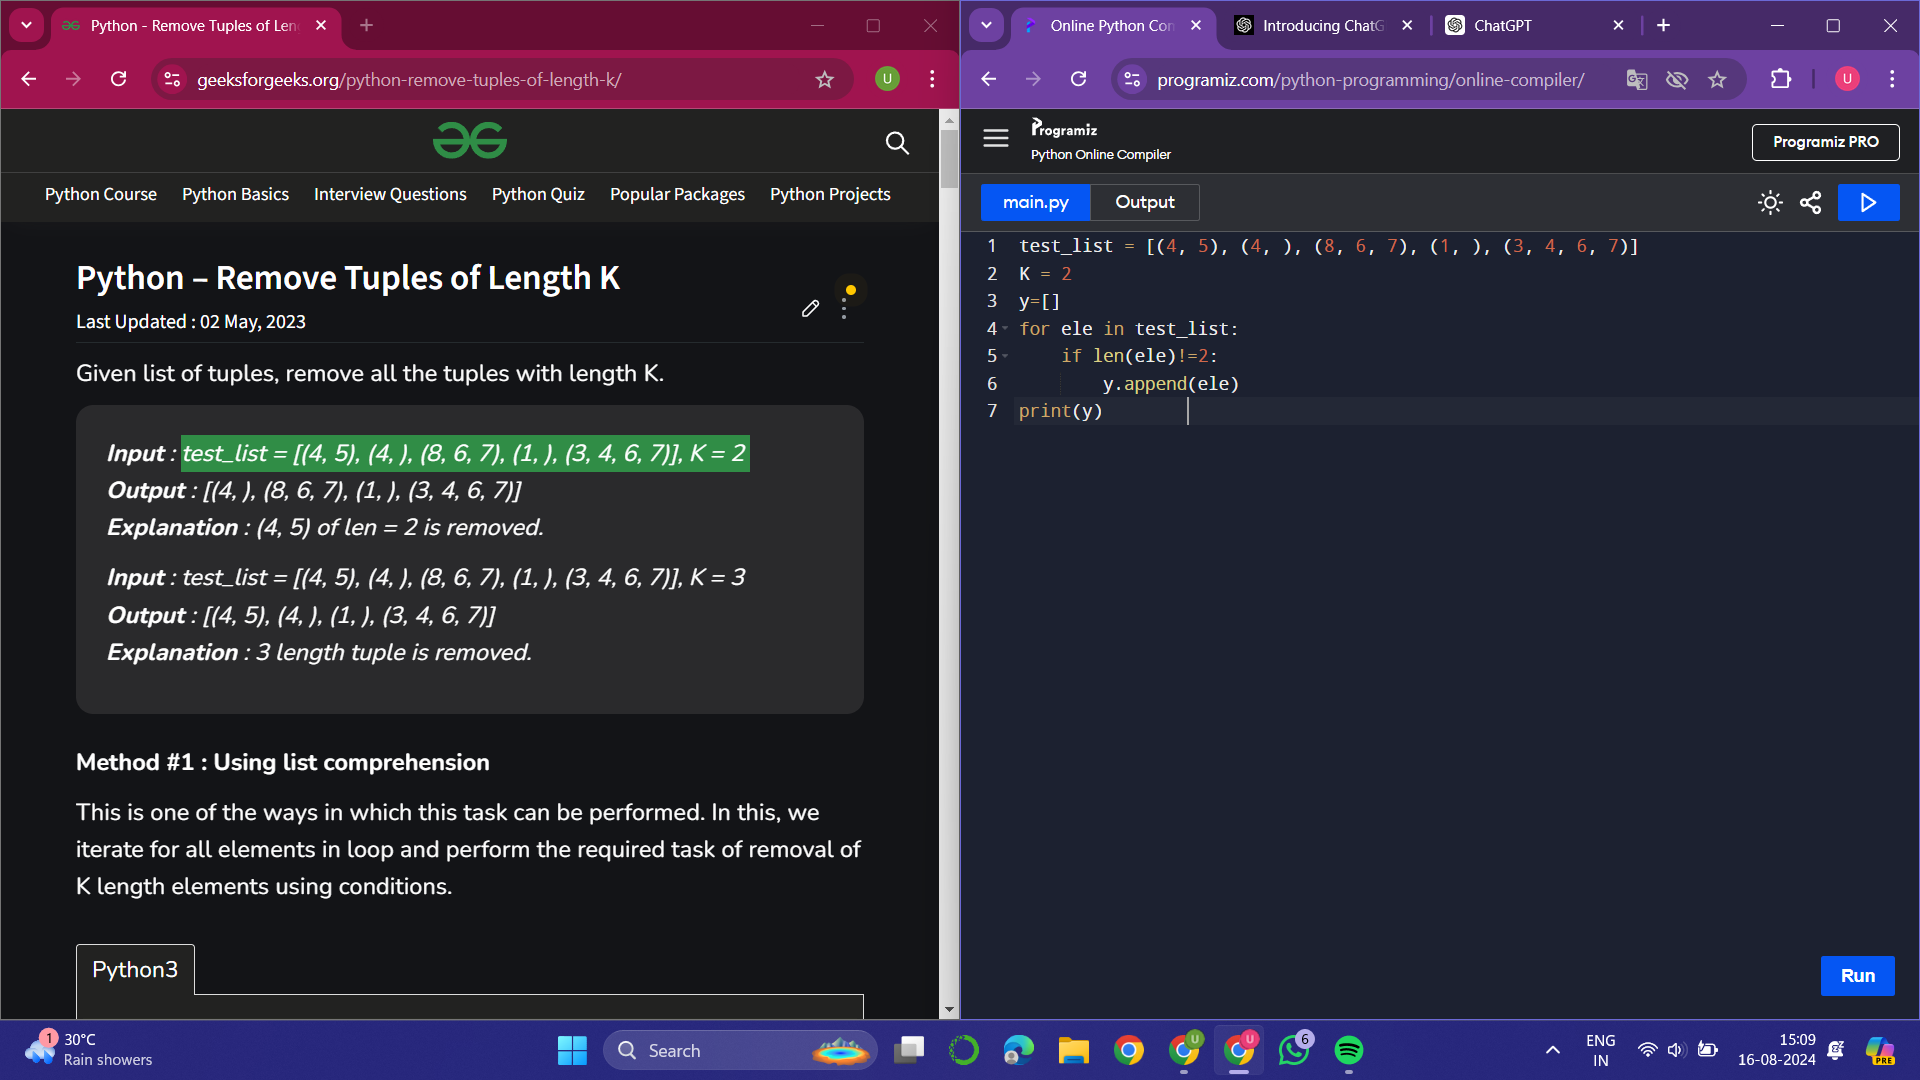 Python - Remove Tuples of Len
geeksforgeeks.org/python-remove-tuples-of-length-k/
U
Python Course
Python Basics
Interview Questions
Python Quiz
Popular Packages
Python Projects
Python – Remove Tuples of Length K
Last Updated : 02 May, 2023
Given list of tuples, remove all the tuples with length K.
Input : test_list = [(4, 5), (4, ), (8, 6, 7), (1, ), (3, 4, 6, 7)], K = 2
Output : [(4, ), (8, 6, 7), (1, ), (3, 4, 6, 7)]
Explanation : (4, 5) of len = 2 is removed.
Input : test_list = [(4, 5), (4, ), (8, 6, 7), (1, ), (3, 4, 6, 7)], K = 3
Output : [(4, 5), (4, ), (1, ), (3, 4, 6, 7)]
Explanation : 3 length tuple is removed.
Method #1 : Using list comprehension
This is one of the ways in which this task can be performed. In this, we
iterate for all elements in loop and perform the required task of removal of
K length elements using conditions.
Python3
Online Python Con
Introducing ChatG
ChatGPT
programiz.com/python-programming/online-compiler/
U
Programiz
Python Online Compiler
Programiz PRO
main.py
Output
1 test_list = [(4, 5), (4, ), (8, 6, 7), (1, ), (3, 4, 6, 7)]
2 K = 2
3 y=[]
4 for ele in test_list:
5     if len(ele)!=2:
6         y.append(ele)
7 print(y)
Run
1
30°C
Rain showers
Search
U
U
6
ENG
IN
15:09
16-08-2024
PRE